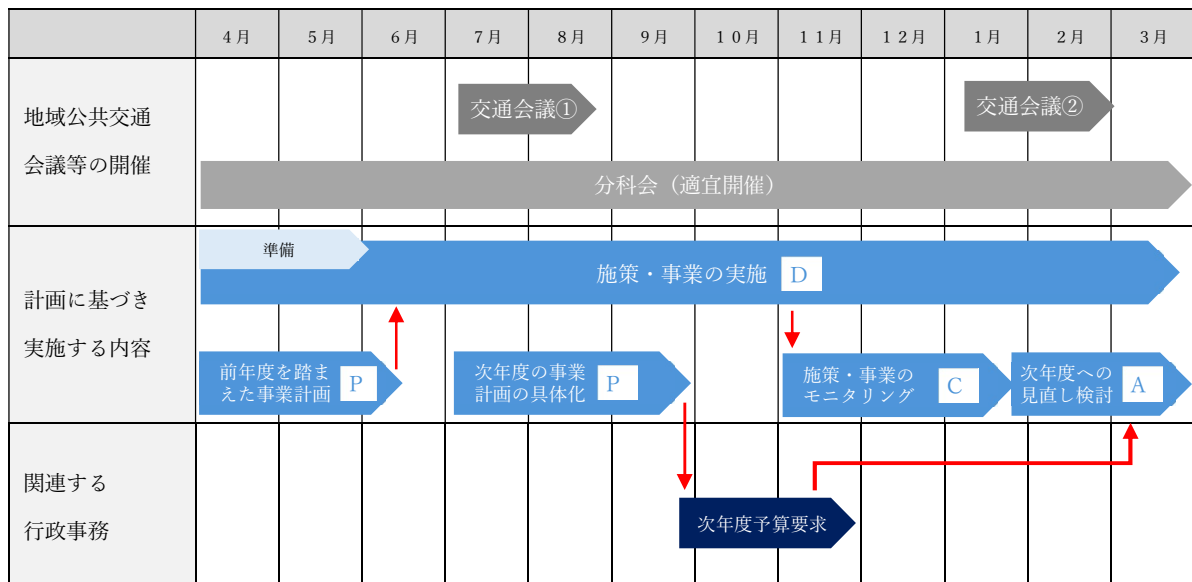 4月 5月 6月 7月 8月 9月 10月 11月 12月 1月 2月 3月
地域公共交通
会議等の開催
交通会議①
交通会議②
分科会（適宜開催）
計画に基づき
実施する内容
準備
施策・事業の実施 D
前年度を踏ま
えた事業計画 P
次年度の事業
計画の具体化 P
施策・事業の
モニタリング C
次年度への
見直し検討 A
関連する
行政事務
次年度予算要求